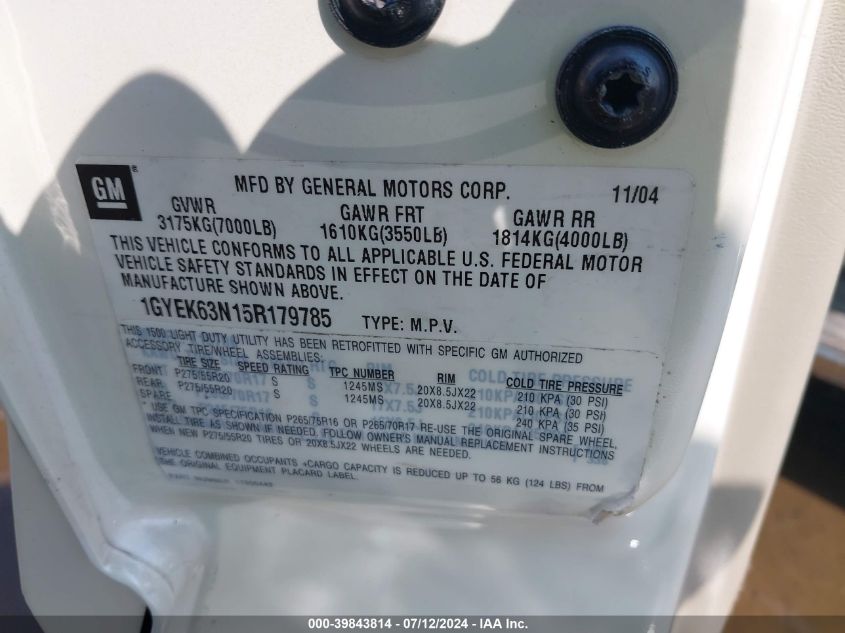 GM
MFD BY GENERAL MOTORS CORP. 11/04
GVWR GAWR FRT GAWR RR
3175KG(7000LB) 1610KG(3550LB) 1814KG(4000LB)
THIS VEHICLE CONFORMS TO ALL APPLICABLE U.S. FEDERAL MOTOR
VEHICLE SAFETY STANDARDS IN EFFECT ON THE DATE OF
MANUFACTURE SHOWN ABOVE.
1GYEK63N15R179785 TYPE: M.P.V.
THIS 1500 LIGHT DUTY UTILITY HAS BEEN RETROFITTED WITH SPECIFIC GM AUTHORIZED
ACCESSORY TIRE/WHEEL ASSEMBLIES:
TIRE SIZE SPEED RATING TPC NUMBER RIM COLD TIRE PRESSURE
FRONT P275/55R20 S 1245MS 20X8.5JX22 210 KPA (30 PSI)
REAR P275/55R20 S 1245MS 20X8.5JX22 210 KPA (30 PSI)
SPARE 240 KPA (35 PSI)
* USE GM TPC SPECIFICATION P265/75R16 OR P265/70R17 RE-USE THE ORIGINAL SPARE WHEEL,
INSTALL TIRE AS SHOWN IF NEEDED. FOLLOW OWNER'S MANUAL REPLACEMENT INSTRUCTIONS
WHEN NEW P275/55R20 TIRES OR 20X8.5JX22 WHEELS ARE NEEDED.
VEHICLE COMBINED OCCUPANTS +CARGO CAPACITY IS REDUCED UP TO 56 KG (124 LBS) FROM
THE ORIGINAL EQUIPMENT PLACARD LABEL.
PART NUMBER
000-39843814 - 07/12/2024 - IAAI.com